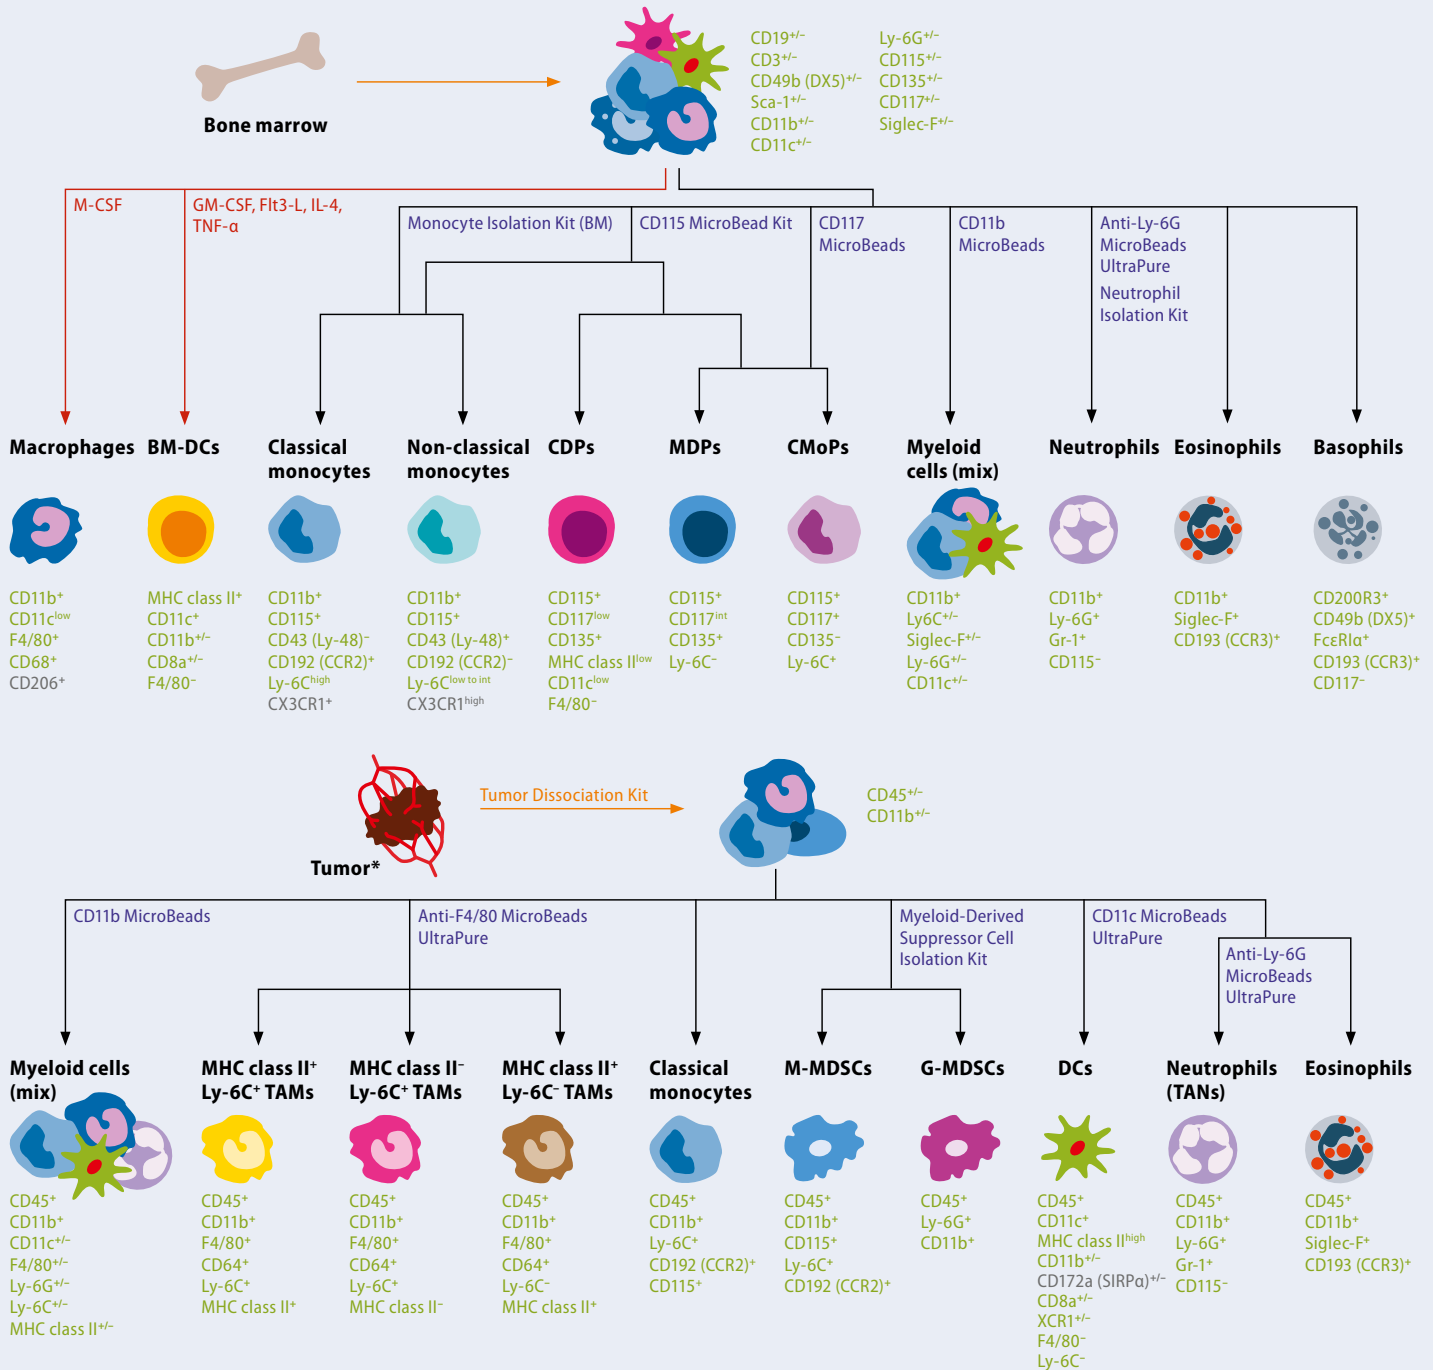 CD19+/–
CD3+/–
CD49b (DX5)+/–
Sca-1+/–
CD11b+/–
CD11c+/–
Ly-6G+/–
CD115+/–
CD135+/–
CD117+/–
Siglec-F+/–
Bone marrow
M-CSF
GM-CSF, Flt3-L, IL-4,
TNF-α
Monocyte Isolation Kit (BM)
CD115 MicroBead Kit
CD117
MicroBeads
CD11b
MicroBeads
Anti-Ly-6G
MicroBeads
UltraPure
Neutrophil
Isolation Kit
Macrophages
CD11b+
CD11clow
F4/80+
CD68+
CD206+
BM-DCs
MHC class II+
CD11c+
CD11b+/–
CD8a+/–
F4/80–
Classical
monocytes
CD11b+
CD115+
CD43 (Ly-48)–
CD192 (CCR2)+
Ly-6Chigh
CX3CR1+
Non-classical
monocytes
CD11b+
CD115+
CD43 (Ly-48)+
CD192 (CCR2)–
Ly-6Clow to int
CX3CR1high
CDPs
CD115+
CD117low
CD135+
MHC class IIlow
CD11clow
F4/80–
MDPs
CD115+
CD117int
CD135+
Ly-6C–
CMoPs
CD115+
CD117+
CD135–
Ly-6C+
Myeloid
cells (mix)
CD11b+
Ly6C+/–
Siglec-F+/–
Ly-6G+/–
CD11c+/–
Neutrophils
CD11b+
Ly-6G+
Gr-1+
CD115–
Eosinophils
CD11b+
Siglec-F+
CD193 (CCR3)+
Basophils
CD200R3+
CD49b (DX5)+
FcεRIα+
CD193 (CCR3)+
CD117–
Tumor Dissociation Kit
CD45+/–
CD11b+/–
Tumor*
CD11b MicroBeads
Anti-F4/80 MicroBeads
UltraPure
Myeloid-Derived
Suppressor Cell
Isolation Kit
CD11c MicroBeads
UltraPure
Anti-Ly-6G
MicroBeads
UltraPure
Myeloid cells
(mix)
CD45+
CD11b+
CD11c+/–
F4/80+/–
Ly-6G+/–
Ly-6C+/–
MHC class II+/–
MHC class II+
Ly-6C+ TAMs
CD45+
CD11b+
F4/80+
CD64+
Ly-6C+
MHC class II+
MHC class II–
Ly-6C+ TAMs
CD45+
CD11b+
F4/80+
CD64+
Ly-6C+
MHC class II–
MHC class II+
Ly-6C– TAMs
CD45+
CD11b+
F4/80+
CD64+
Ly-6C–
MHC class II+
Classical
monocytes
CD45+
CD11b+
Ly-6C+
CD192 (CCR2)+
CD115+
M-MDSCs
CD45+
CD11b+
CD115+
Ly-6C+
CD192 (CCR2)+
G-MDSCs
CD45+
Ly-6G+
CD11b+
DCs
CD45+
CD11c+
MHC class IIhigh
CD11b+/–
CD172a (SIRPα)+/–
CD8a+/–
XCR1+/–
F4/80–
Ly-6C–
Neutrophils
(TANs)
CD45+
CD11b+
Ly-6G+
Gr-1+
CD115–
Eosinophils
CD45+
CD11b+
Siglec-F+
CD193 (CCR3)+